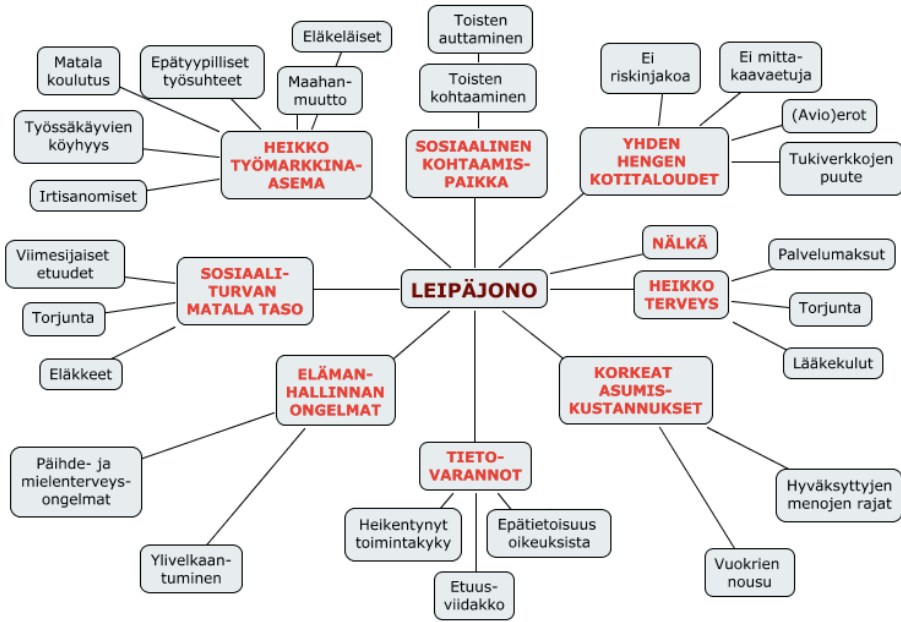 Toisten
auttaminen
Eläkeläiset
Ei
riskinjakoa
Ei mitta-
kaavaetuja
Matala
koulutus
Epätyypilliset
työsuhteet
Maahan-
muutto
Toisten
kohtaaminen
(Avio)erot
Työssäkäyvien
köyhyys
HEIKKO
TYÖMARKKINA-
ASEMA
SOSIAALINEN
KOHTAAMIS-
PAIKKA
YHDEN
HENGEN
KOTITALOUDET
Tukiverkkojen
puute
Irtisanomiset
Viimesijaiset
etuudet
NÄLKÄ
Palvelumaksut
SOSIAALI-
TURVAN
MATALA TASO
LEIPÄJONO
HEIKKO
TERVEYS
Torjunta
Torjunta
Eläkkeet
Lääkekulut
ELÄMAN-
HALLINNAN
ONGELMAT
KORKEAT
ASUMIS-
KUSTANNUKSET
Päihde- ja
mielenterveys-
ongelmat
TIETO-
VARANNOT
Hyväksyttyjen
menojen rajat
Heikentynyt
toimintakyky
Epätietoisuus
oikeuksista
Ylivelkaan-
tuminen
Etuus-
viidakko
Vuokrien
nousu